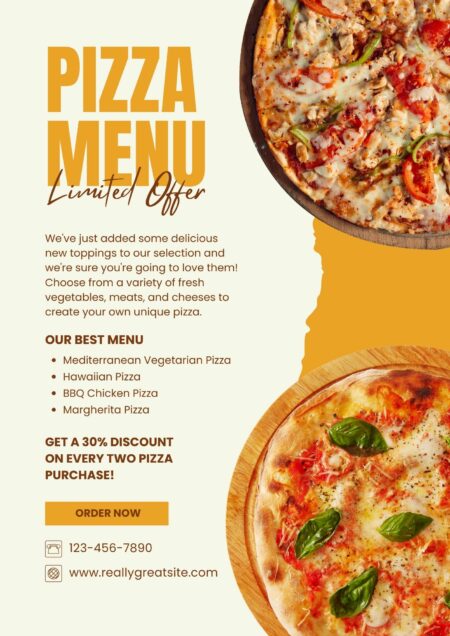 PIZZA
MENU
Limited Offer
We've just added some delicious
new toppings to our selection and
we're sure you're going to love them!
Choose from a variety of fresh
vegetables, meats, and cheeses to
create your own unique pizza.
OUR BEST MENU
• Mediterranean Vegetarian Pizza
• Hawaiian Pizza
• BBQ Chicken Pizza
• Margherita Pizza
GET A 30% DISCOUNT
ON EVERY TWO PIZZA
PURCHASE!
ORDER NOW
123-456-7890
www.reallygreatsite.com